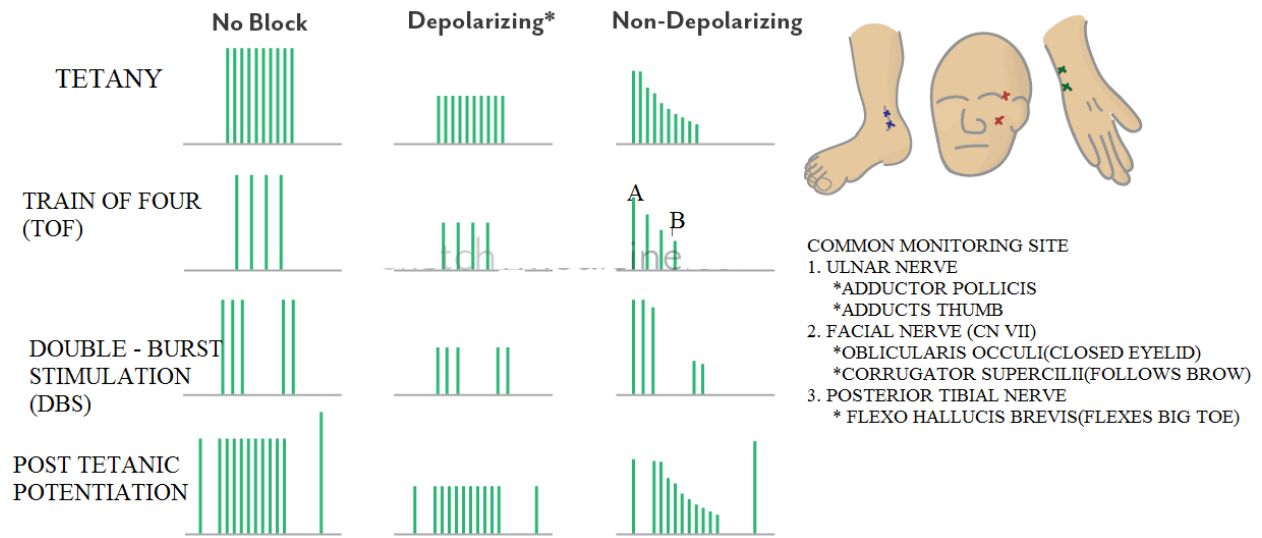 No Block
Depolarizing*
Non-Depolarizing
TETANY
TRAIN OF FOUR
(TOF)
A
B
DOUBLE - BURST
STIMULATION
(DBS)
POST TETANIC
POTENTIATION
COMMON MONITORING SITE
1. ULNAR NERVE
*ADDUCTOR POLLICIS
*ADDUCTS THUMB
2. FACIAL NERVE (CN VII)
*OBLICULARIS OCCULI(CLOSED EYELID)
*CORRUGATOR SUPERCILII(FOLLOWS BROW)
3. POSTERIOR TIBIAL NERVE
* FLEXO HALLUCIS BREVIS(FLEXES BIG TOE)